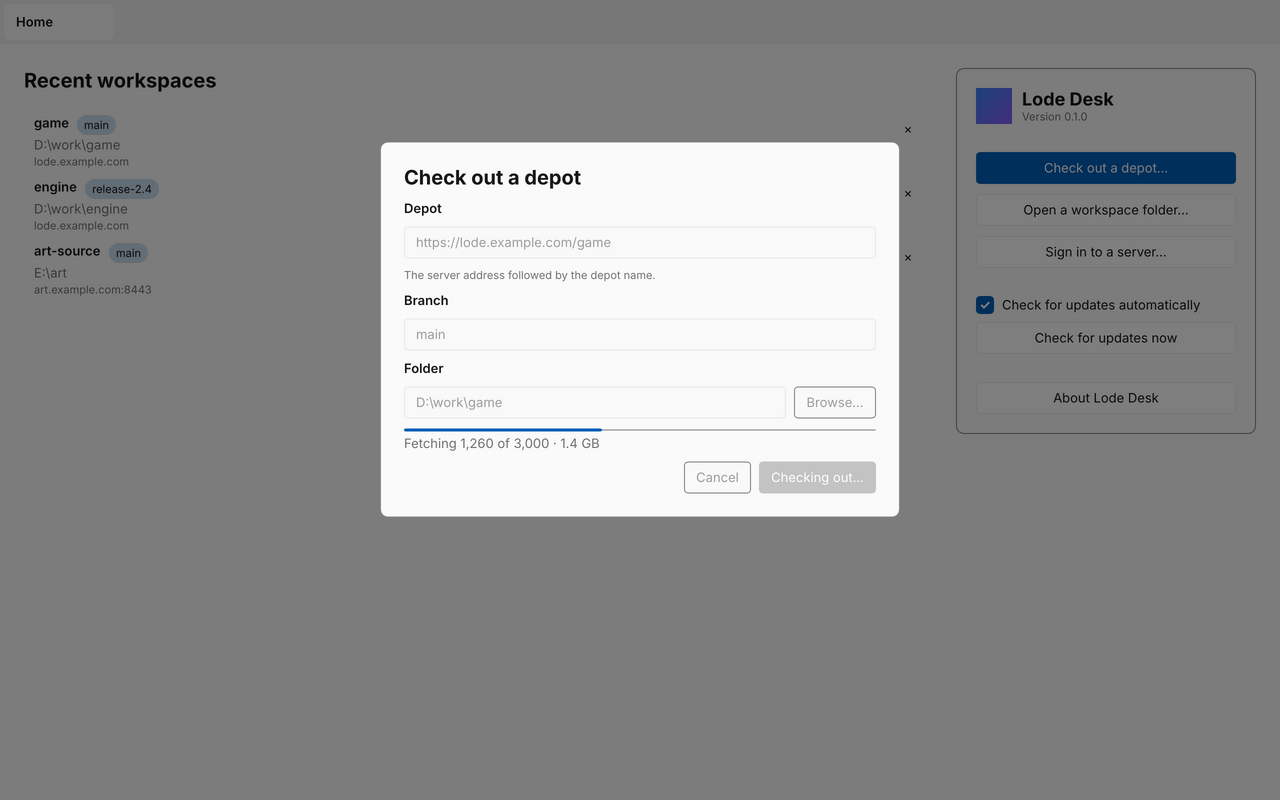 Home
Recent workspaces
game main
D:\work\game
lode.example.com
engine release-2.4
D:\work\engine
lode.example.com
art-source main
E:\art
art.example.com:8443
×
×
×
Check out a depot
Depot
https://lode.example.com/game
The server address followed by the depot name.
Branch
main
Folder
D:\work\game Browse...
Fetching 1,260 of 3,000 · 1.4 GB
Cancel Checking out...
Lode Desk
Version 0.1.0
Check out a depot...
Open a workspace folder...
Sign in to a server...
Check for updates automatically
Check for updates now
About Lode Desk